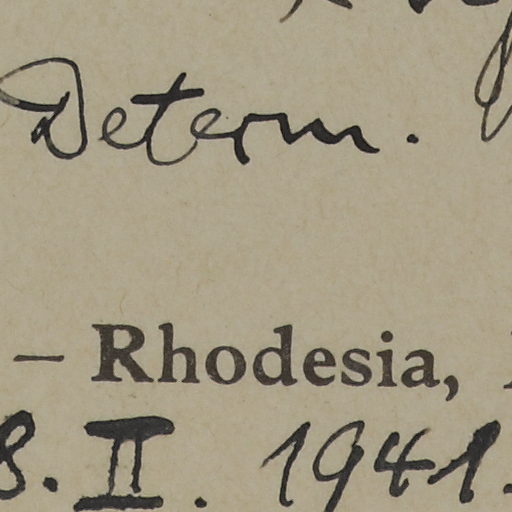 Determ.
– Rhodesia,
8. II. 1941.